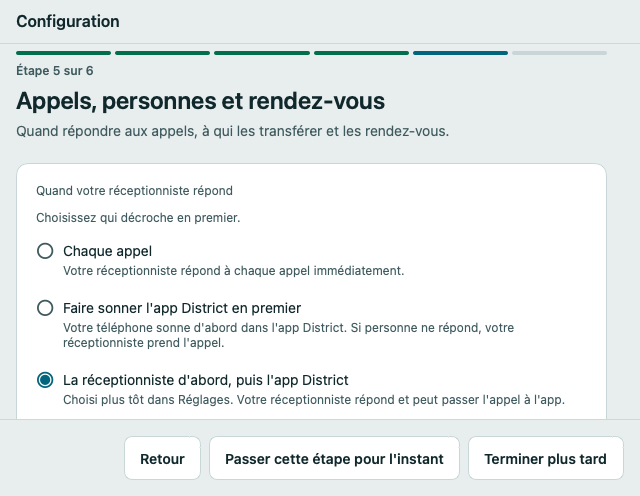 Configuration
Étape 5 sur 6
Appels, personnes et rendez-vous
Quand répondre aux appels, à qui les transférer et les rendez-vous.
Quand votre réceptionniste répond
Choisissez qui décroche en premier.
Chaque appel
Votre réceptionniste répond à chaque appel immédiatement.
Faire sonner l'app District en premier
Votre téléphone sonne d'abord dans l'app District. Si personne ne répond, votre
réceptionniste prend l'appel.
La réceptionniste d'abord, puis l'app District
Choisi plus tôt dans Réglages. Votre réceptionniste répond et peut passer l'appel à l'app.
Retour
Passer cette étape pour l'instant
Terminer plus tard